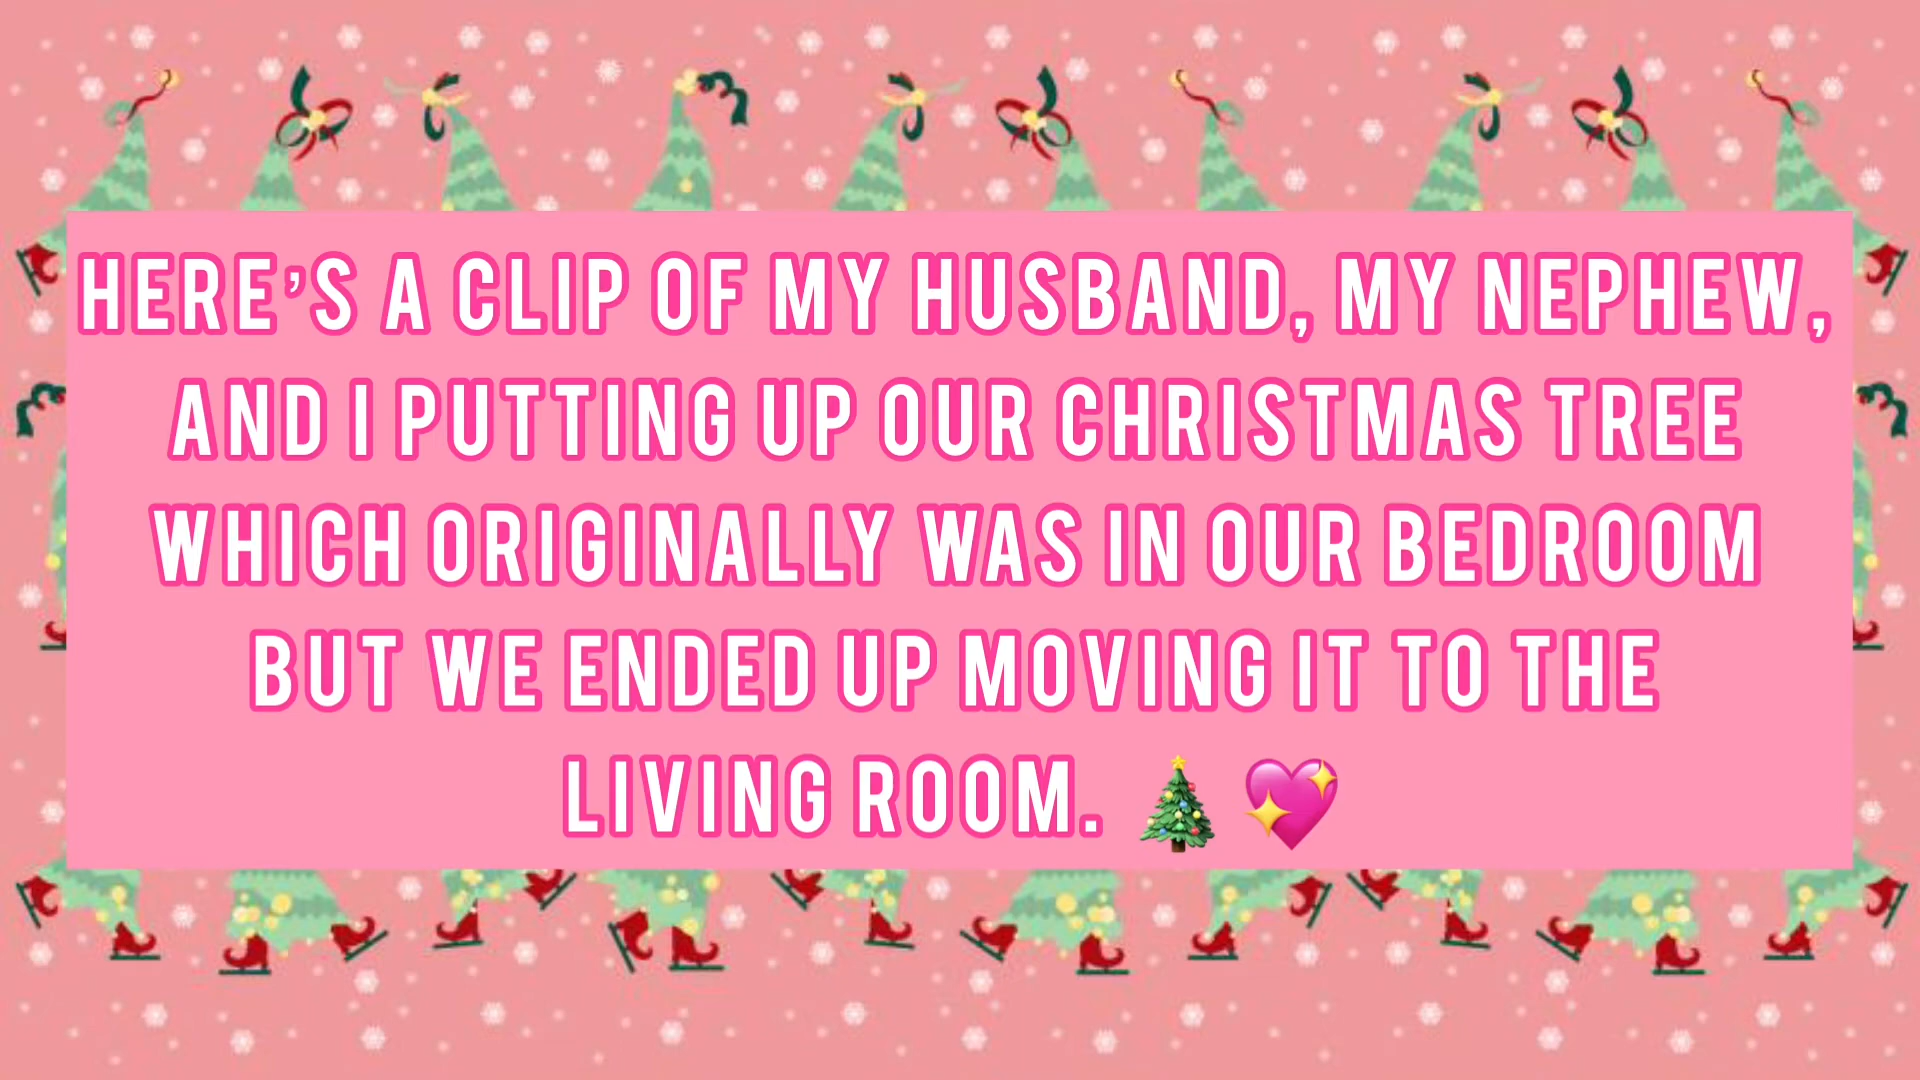 HERE'S A CLIP OF MY HUSBAND, MY NEPHEW,
AND I PUTTING UP OUR CHRISTMAS TREE
WHICH ORIGINALLY WAS IN OUR BEDROOM
BUT WE ENDED UP MOVING IT TO THE
LIVING ROOM. 🎄 💖